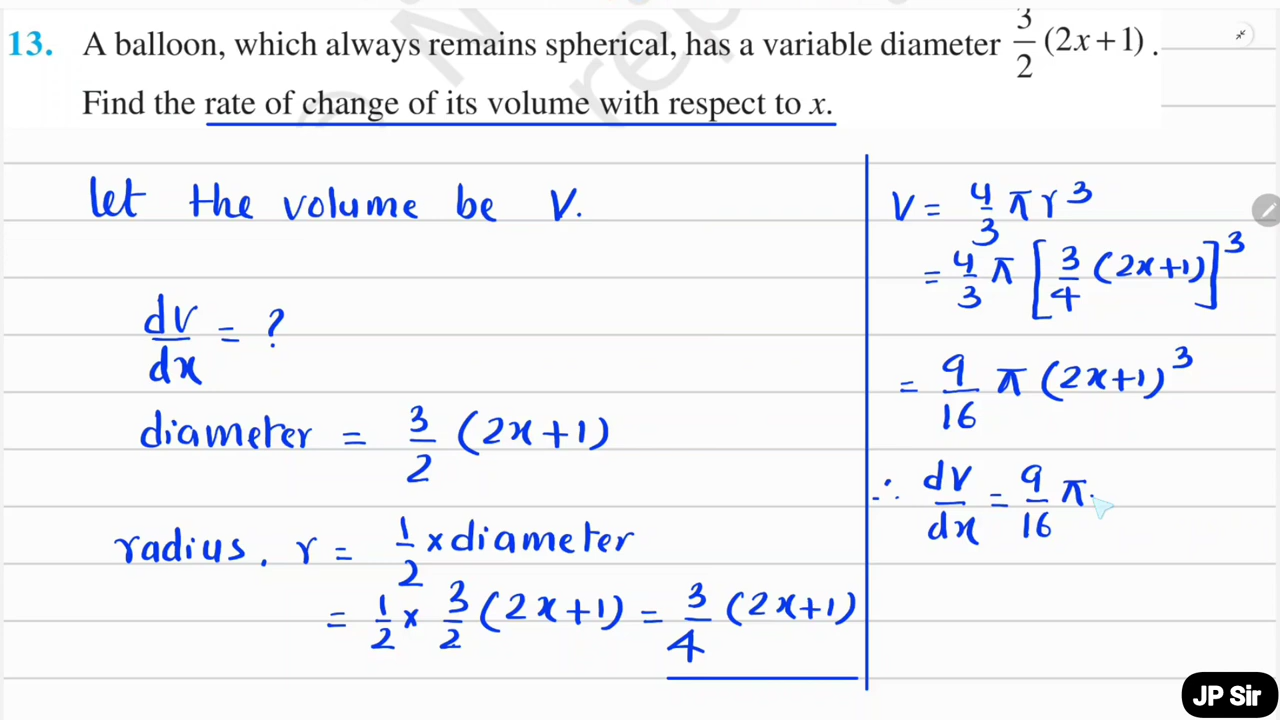 13. A balloon, which always remains spherical, has a variable diameter 3/2 (2x+1).
Find the rate of change of its volume with respect to x.
let the volume be V.
dv/dx = ?
diameter = 3/2 (2x+1)
radius, r = 1/2 × diameter
= 1/2 × 3/2 (2x+1) = 3/4 (2x+1)
V = 4/3 π r³
= 4/3 π [3/4 (2x+1)]³
= 9/16 π (2x+1)³
∴ dv/dx = 9/16 π.
JP Sir